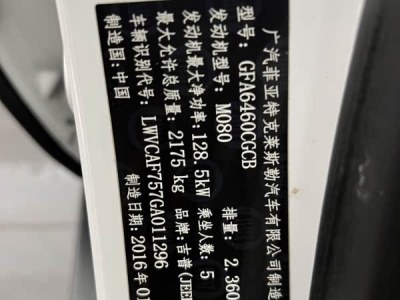 广汽菲亚特克莱斯勒汽车有限公司制造
型号: GFA6460CGCB
发动机型号: M080 排量: 2.360
发动机最大净功率: 128.5kW 乘坐人数: 5
最大允许总质量: 2175 kg 品牌: 吉普(JEE
车辆识别代号: LWVCAF757GA011296
制造国: 中国 制造日期: 2016年0